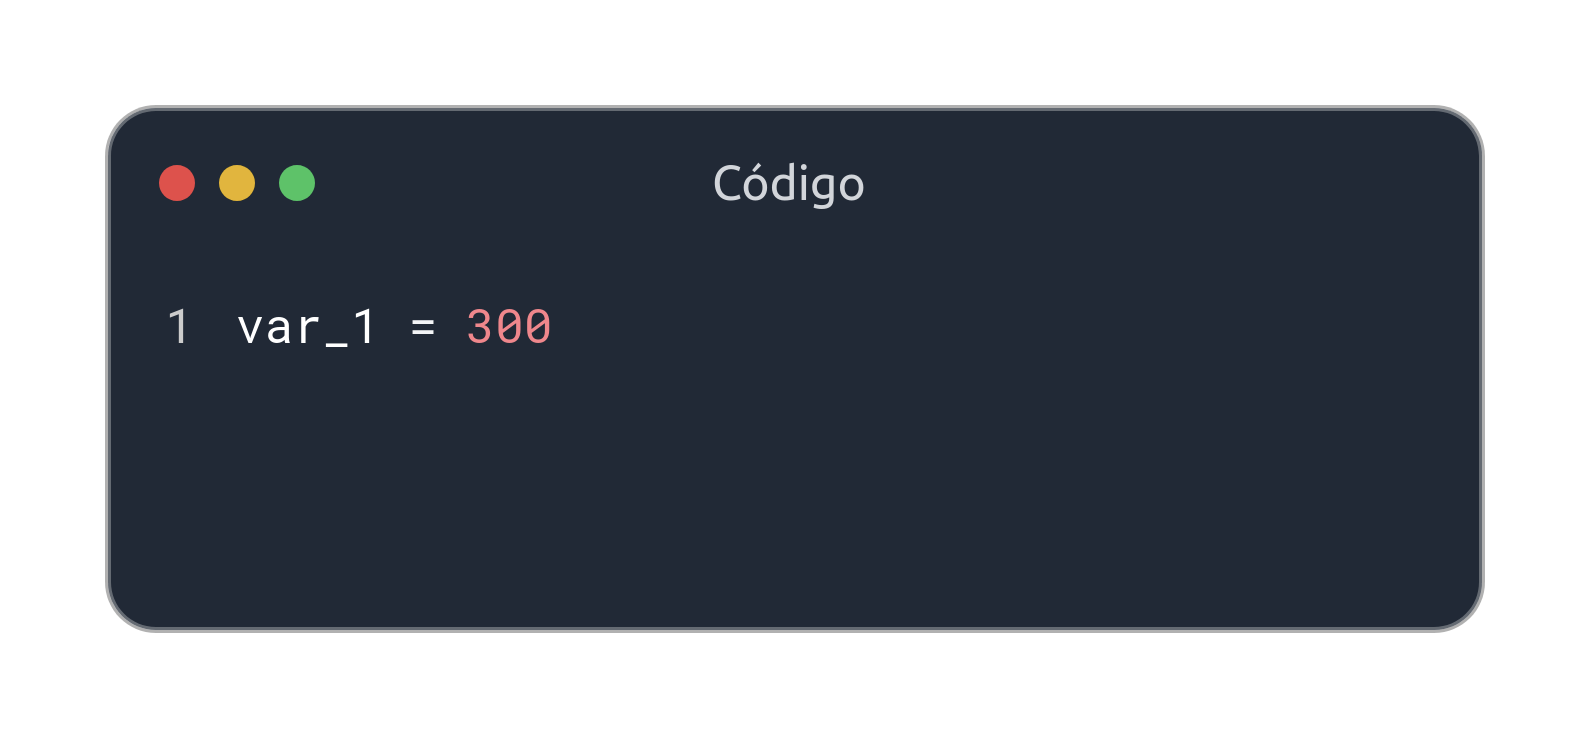 Código
1 var_1 = 300